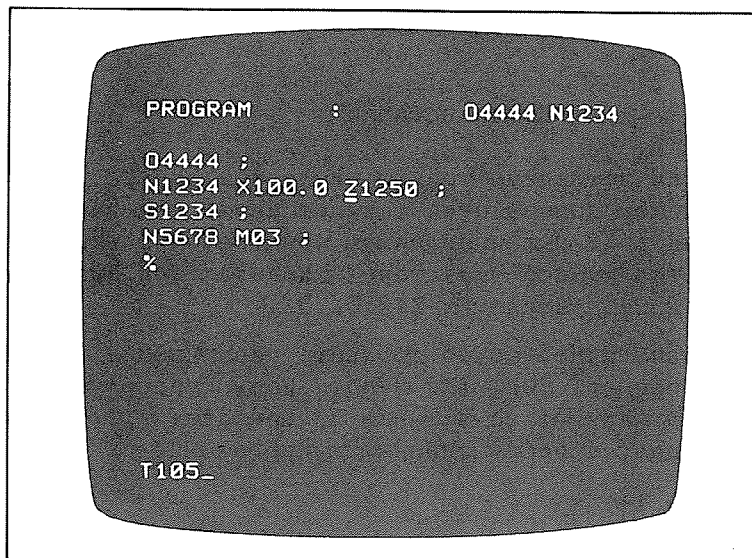 PROGRAM : O4444 N1234
O4444 ;
N1234 X100.0 Z1250 ;
S1234 ;
N5678 M03 ;
%
T105_